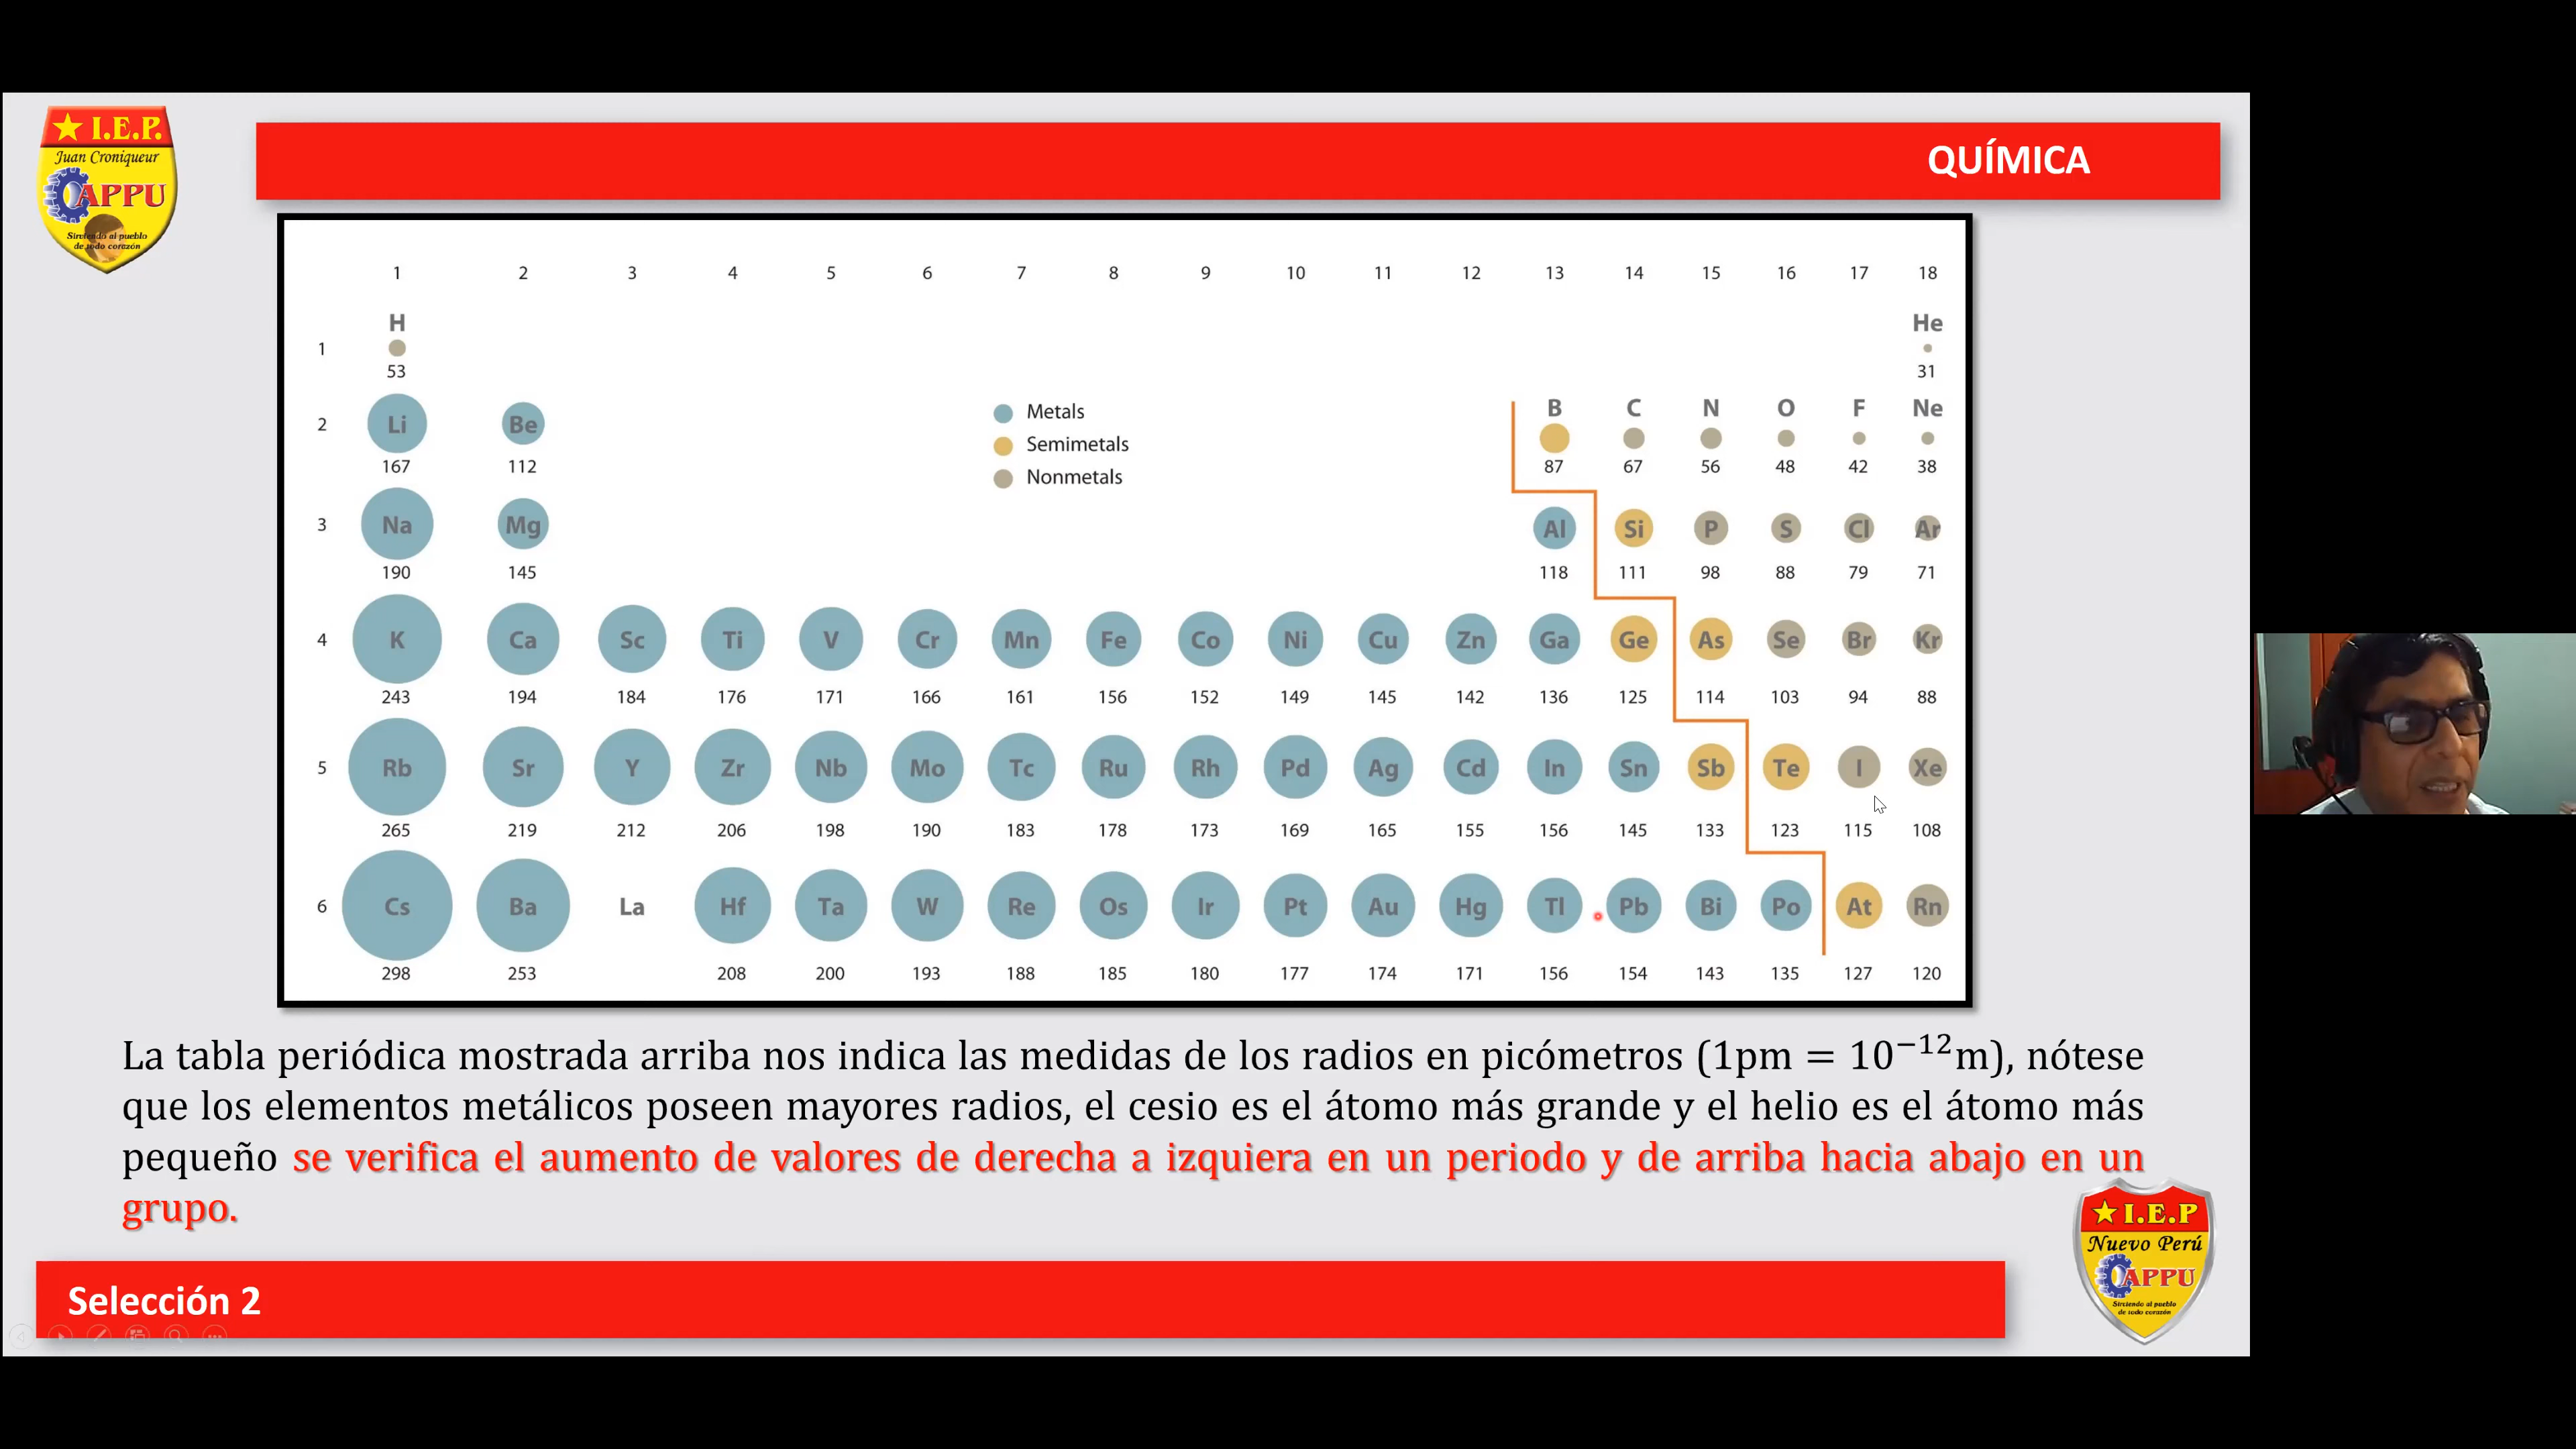 ★ I.E.P.
Juan Croniqueur
APPU
Sirviendo al pueblo
de todo corazón
QUÍMICA
1 2 3 4 5 6 7 8 9 10 11 12 13 14 15 16 17 18
H He
1
53 31
Metals
Semimetals
Nonmetals
B C N O F Ne
2 Li Be
167 112 87 67 56 48 42 38
3 Na Mg Al Si P S Cl Ar
190 145 118 111 98 88 79 71
4 K Ca Sc Ti V Cr Mn Fe Co Ni Cu Zn Ga Ge As Se Br Kr
243 194 184 176 171 166 161 156 152 149 145 142 136 125 114 103 94 88
5 Rb Sr Y Zr Nb Mo Tc Ru Rh Pd Ag Cd In Sn Sb Te I Xe
265 219 212 206 198 190 183 178 173 169 165 155 156 145 133 123 115 108
6 Cs Ba La Hf Ta W Re Os Ir Pt Au Hg Tl Pb Bi Po At Rn
298 253 208 200 193 188 185 180 177 174 171 156 154 143 135 127 120
La tabla periódica mostrada arriba nos indica las medidas de los radios en picómetros (1pm = 10⁻¹²m), nótese
que los elementos metálicos poseen mayores radios, el cesio es el átomo más grande y el helio es el átomo más
pequeño se verifica el aumento de valores de derecha a izquiera en un periodo y de arriba hacia abajo en un
grupo.
★ I.E.P
Nuevo Perú
APPU
Sirviendo al pueblo
de todo corazón
Selección 2